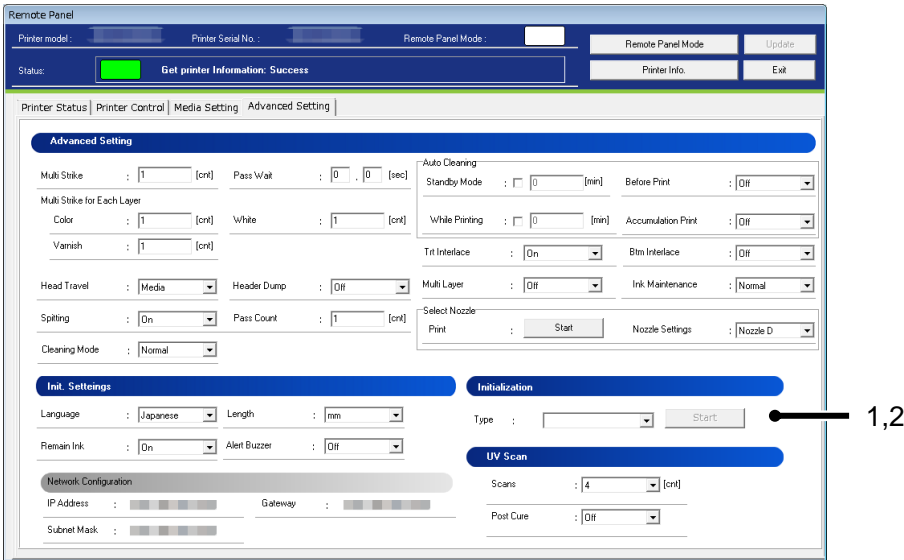 Remote Panel
Printer model : Printer Serial No. : Remote Panel Mode : Remote Panel Mode Update
Status: Get printer Information: Success Printer Info. Exit
Printer Status Printer Control Media Setting Advanced Setting
Advanced Setting
Auto Cleaning
Multi Strike : 1 [cnt] Pass Wait : 0 . 0 [sec] Standby Mode : 0 [min] Before Print : Off
Multi Strike for Each Layer
Color : 1 [cnt] White : 1 [cnt] While Printing : 0 [min] Accumulation Print : Off
Varnish : 1 [cnt] Trt Interlace : On Btm Interlace : Off
Head Travel : Media Header Dump : Off Multi Layer : Off Ink Maintenance : Normal
Select Nozzle
Spitting : On Pass Count : 1 [cnt] Print : Start Nozzle Settings : Nozzle D
Cleaning Mode : Normal
Init. Setteings Initialization
Language : Japanese Length : mm Type : Start 1,2
Remain Ink : On Alert Buzzer : Off UV Scan
Network Configuration Scans : 4 [cnt]
IP Address : Gateway :
Post Cure : Off
Subnet Mask :